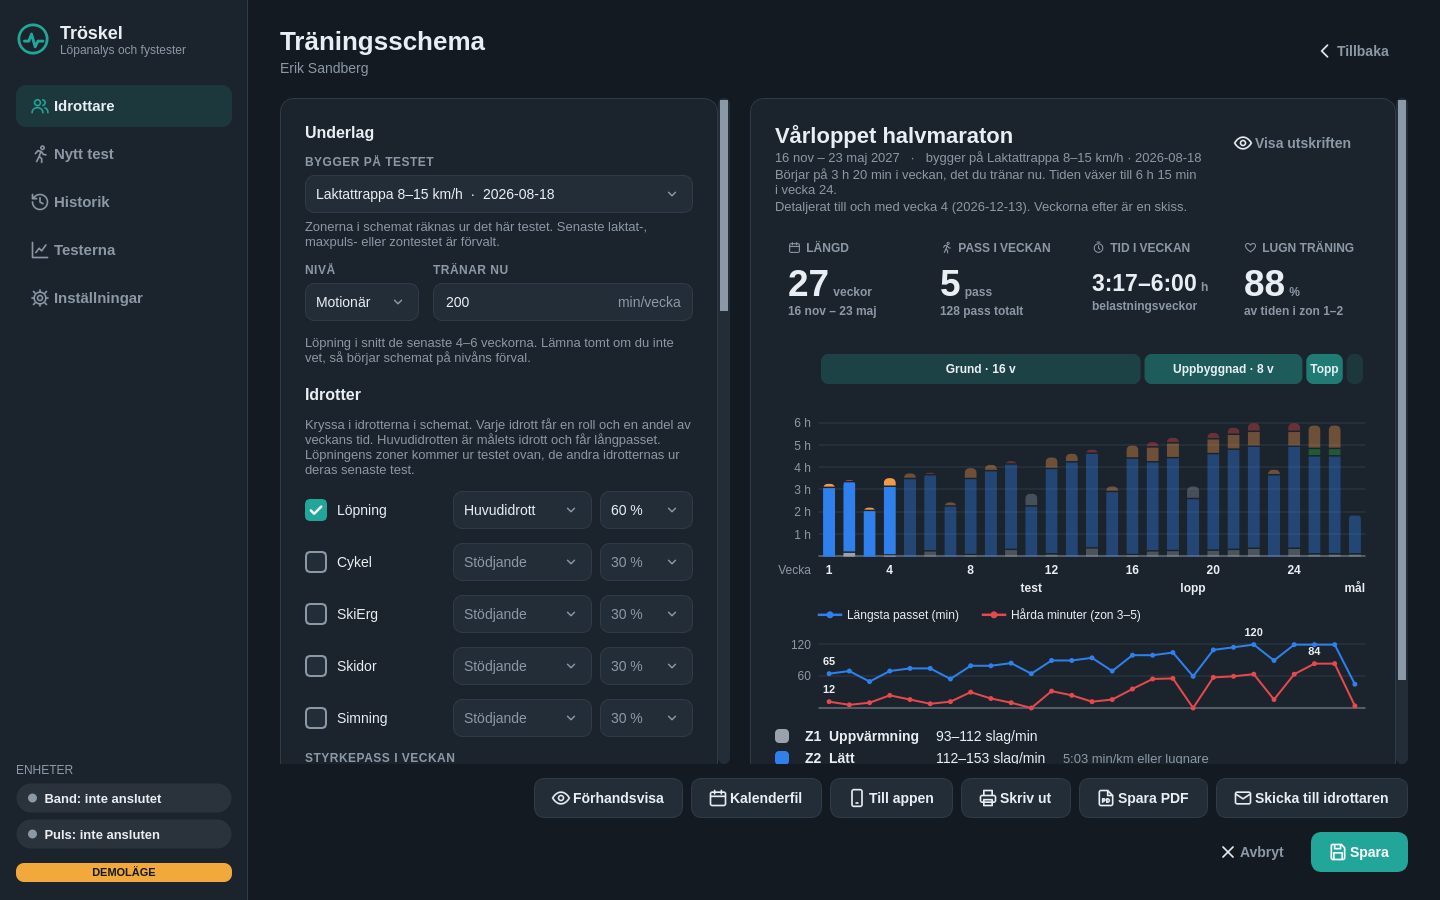 Tröskel
Löpanalys och fystester
Idrottare
Nytt test
Historik
Testerna
Inställningar
ENHETER
Band: inte anslutet
Puls: inte ansluten
DEMOLÄGE
Träningsschema
Erik Sandberg
Tillbaka
Underlag
BYGGER PÅ TESTET
Laktattrappa 8–15 km/h · 2026-08-18
Zonerna i schemat räknas ur det här testet. Senaste laktat-,
maxpuls- eller zontestet är förvalt.
NIVÅ TRÄNAR NU
Motionär 200 min/vecka
Löpning i snitt de senaste 4–6 veckorna. Lämna tomt om du inte
vet, så börjar schemat på nivåns förval.
Idrotter
Kryssa i idrotterna i schemat. Varje idrott får en roll och en andel av
veckans tid. Huvudidrotten är målets idrott och får långpasset.
Löpningens zoner kommer ur testet ovan, de andra idrotternas ur
deras senaste test.
Löpning Huvudidrott 60 %
Cykel Stödjande 30 %
SkiErg Stödjande 30 %
Skidor Stödjande 30 %
Simning Stödjande 30 %
STYRKEPASS I VECKAN
Vårloppet halvmaraton
Visa utskriften
16 nov – 23 maj 2027 · bygger på Laktattrappa 8–15 km/h · 2026-08-18
Börjar på 3 h 20 min i veckan, det du tränar nu. Tiden växer till 6 h 15 min
i vecka 24.
Detaljerat till och med vecka 4 (2026-12-13). Veckorna efter är en skiss.
LÄNGD PASS I VECKAN TID I VECKAN LUGN TRÄNING
27 veckor 5 pass 3:17–6:00 h 88 %
16 nov – 23 maj 128 pass totalt belastningsveckor av tiden i zon 1–2
Grund · 16 v Uppbyggnad · 8 v Topp
6 h
5 h
4 h
3 h
2 h
1 h
Vecka 1 4 8 12 16 20 24
test lopp mål
Längsta passet (min) Hårda minuter (zon 3–5)
120
60
65
12
120
84
Z1 Uppvärmning 93–112 slag/min
Z2 Lätt 112–153 slag/min 5:03 min/km eller lugnare
Förhandsvisa Kalenderfil Till appen Skriv ut Spara PDF Skicka till idrottaren
Avbryt Spara